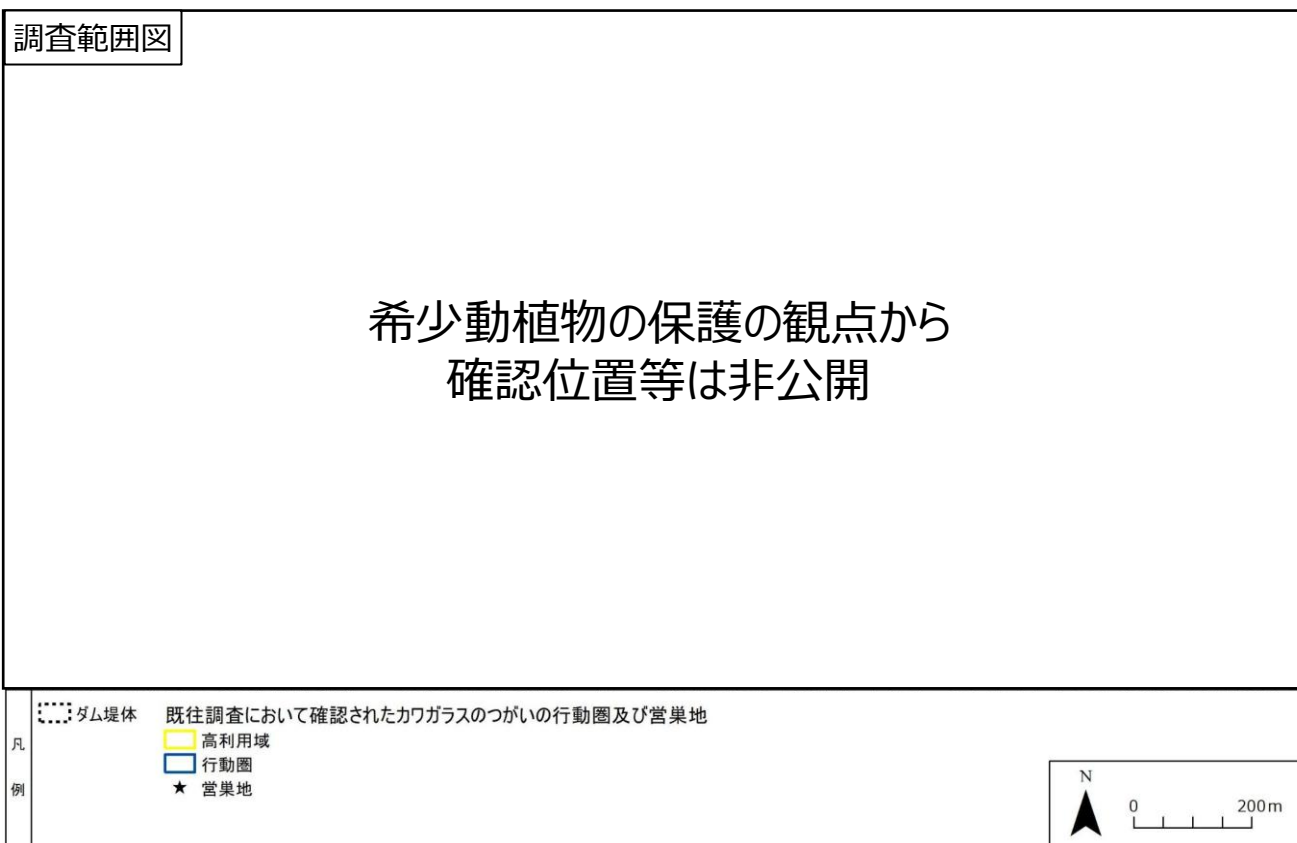 調査範囲図
希少動植物の保護の観点から
確認位置等は非公開
凡例
ダム堤体
既往調査において確認されたカワガラスのつがいの行動圏及び営巣地
高利用域
行動圏
★ 営巣地
N
0 200m